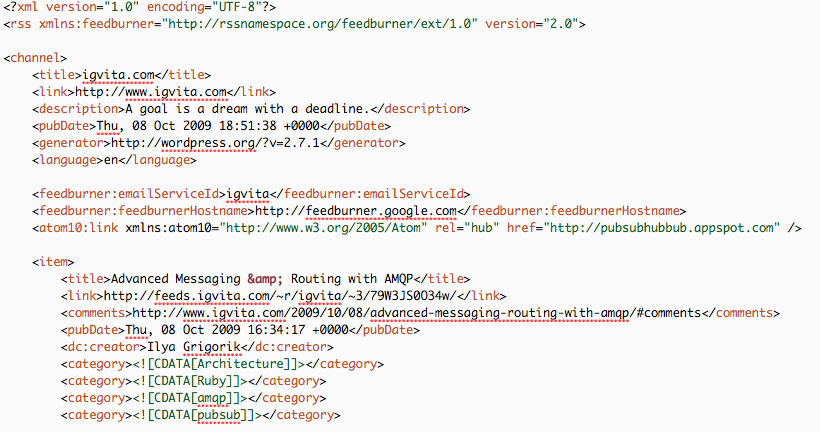 <?xml version="1.0" encoding="UTF-8"?>
<rss xmlns:feedburner="http://rssnamespace.org/feedburner/ext/1.0" version="2.0">
<channel>
<title>igvita.com</title>
<link>http://www.igvita.com</link>
<description>A goal is a dream with a deadline.</description>
<pubDate>Thu, 08 Oct 2009 18:51:38 +0000</pubDate>
<generator>http://wordpress.org/?v=2.7.1</generator>
<language>en</language>
<feedburner:emailServiceId>igvita</feedburner:emailServiceId>
<feedburner:feedburnerHostname>http://feedburner.google.com</feedburner:feedburnerHostname>
<atom10:link xmlns:atom10="http://www.w3.org/2005/Atom" rel="hub" href="http://pubsubhubbub.appspot.com" />
<item>
<title>Advanced Messaging &amp; Routing with AMQP</title>
<link>http://feeds.igvita.com/~r/igvita/~3/79W3JS0O34w/</link>
<comments>http://www.igvita.com/2009/10/08/advanced-messaging-routing-with-amqp/#comments</comments>
<pubDate>Thu, 08 Oct 2009 16:34:17 +0000</pubDate>
<dc:creator>Ilya Grigorik</dc:creator>
<category><![CDATA[Architecture]]></category>
<category><![CDATA[Ruby]]></category>
<category><![CDATA[amqp]]></category>
<category><![CDATA[pubsub]]></category>